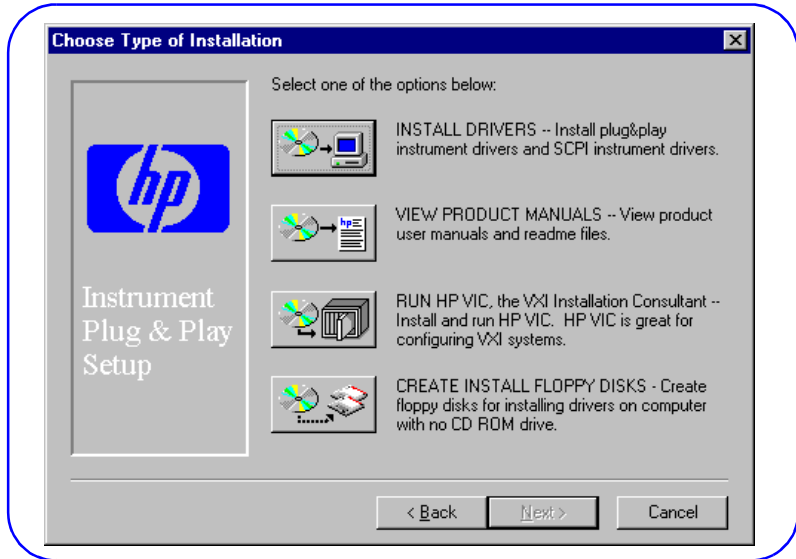 Choose Type of Installation
Select one of the options below:
hp
Instrument
Plug & Play
Setup
INSTALL DRIVERS -- Install plug&play
instrument drivers and SCPI instrument drivers.
hp
VIEW PRODUCT MANUALS -- View product
user manuals and readme files.
RUN HP VIC, the VXI Installation Consultant --
Install and run HP VIC. HP VIC is great for
configuring VXI systems.
CREATE INSTALL FLOPPY DISKS - Create
floppy disks for installing drivers on computer
with no CD ROM drive.
< Back
Next >
Cancel